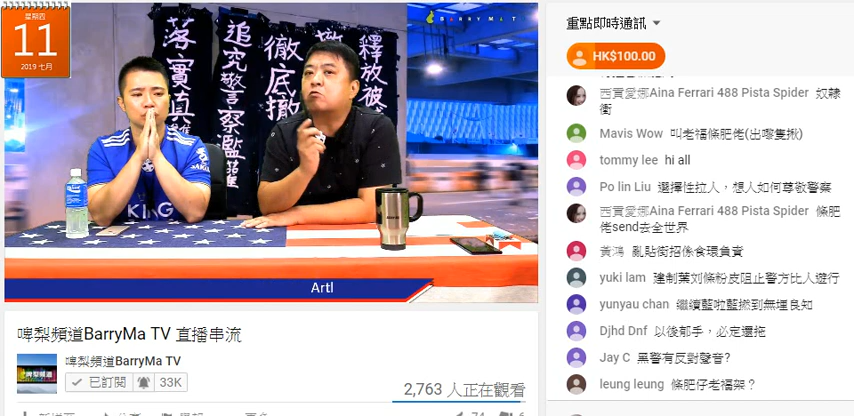 星期四
11
2019 七月
BARRYMAT
落實真雙
追究警察濫
徹底撤
釋放被
KING
Artl
啤梨頻道BarryMa TV 直播串流
啤梨頻道BarryMa TV
已訂閱
33K
2,763 人正在觀看
重點即時通訊
HK$100.00
西貢愛娜Aina Ferrari 488 Pista Spider 奴隸
衛
Mavis Wow 叫老福條肥佬(出嚟隻揪)
tommy lee hi all
Po lin Liu 選擇性拉人，想人如何尊敬警察
西貢愛娜Aina Ferrari 488 Pista Spider 條肥
佬send去全世界
黃鴻 亂貼街招係食環負責
yuki lam 建制葉刘條粉皮阻止警方比人遊行
yunyau chan 繼續藍啦藍撚到無埋良知
Djhd Dnf 以後郁手，必定還拖
Jay C 黑警有反對聲音?
leung leung 條肥仔老福架？